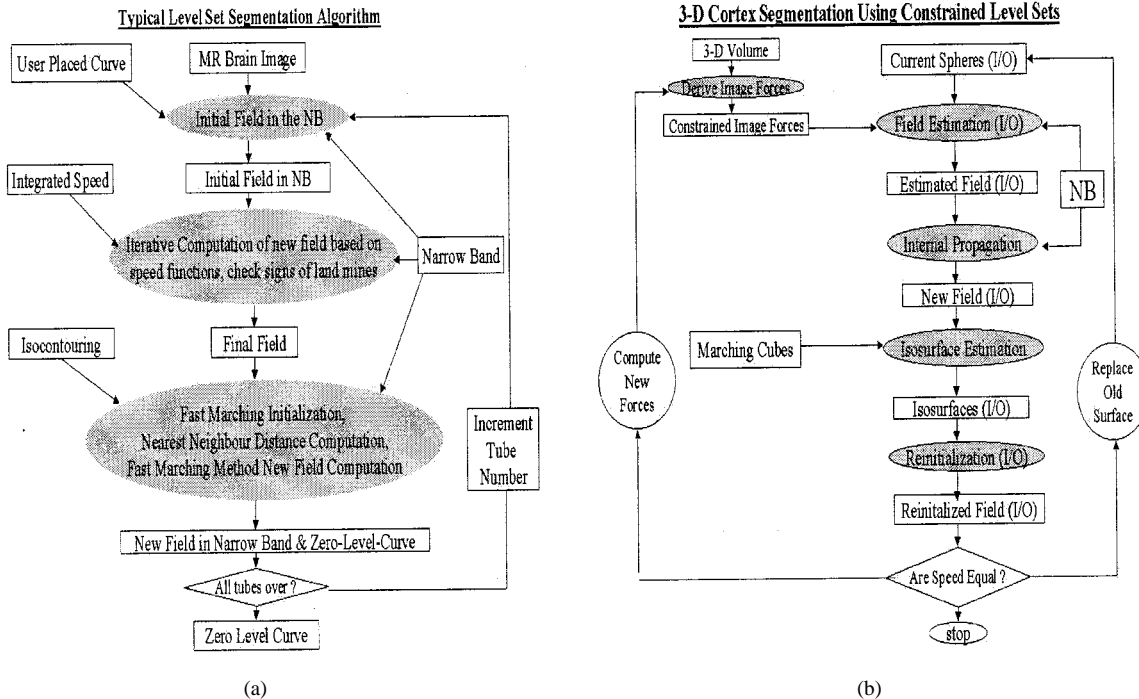 Typical Level Set Segmentation Algorithm
User Placed Curve
MR Brain Image
Initial Field in the NB
Integrated Speed
Initial Field in NB
Iterative Computation of new field based on
speed functions, check signs of land mines
Narrow Band
Isocontouring
Final Field
Fast Marching Initialization,
Nearest Neighbour Distance Computation,
Fast Marching Method New Field Computation
Increment
Tube
Number
New Field in Narrow Band & Zero-Level-Curve
All tubes over ?
Zero Level Curve
(a)
3-D Cortex Segmentation Using Constrained Level Sets
3-D Volume
Current Spheres (I/O)
Derive Image Forces
Constrained Image Forces
Field Estimation (I/O)
Estimated Field (I/O)
NB
Internal Propagation
New Field (I/O)
Marching Cubes
Isosurface Estimation
Compute
New
Forces
Replace
Old
Surface
Isosurfaces (I/O)
Reinitialization (I/O)
Reinitalized Field (I/O)
Are Speed Equal ?
stop
(b)